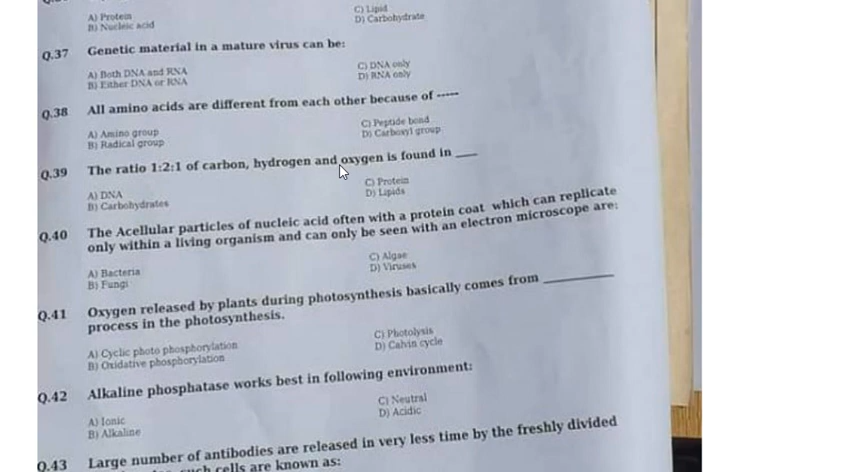 A) Protein
B) Nucleic acid
C) Lipid
D) Carbohydrate
Q.37 Genetic material in a mature virus can be:
A) Both DNA and RNA
B) Either DNA or RNA
C) DNA only
D) RNA only
Q.38 All amino acids are different from each other because of -----
A) Amino group
B) Radical group
C) Peptide bond
D) Carboxyl group
Q.39 The ratio 1:2:1 of carbon, hydrogen and oxygen is found in ___
A) DNA
B) Carbohydrates
C) Protein
D) Lipids
Q.40 The Acellular particles of nucleic acid often with a protein coat which can replicate
only within a living organism and can only be seen with an electron microscope are:
A) Bacteria
B) Fungi
C) Algae
D) Viruses
Q.41 Oxygen released by plants during photosynthesis basically comes from __________
process in the photosynthesis.
A) Cyclic photo phosphorylation
B) Oxidative phosphorylation
C) Photolysis
D) Calvin cycle
Q.42 Alkaline phosphatase works best in following environment:
A) Ionic
B) Alkaline
C) Neutral
D) Acidic
Q.43 Large number of antibodies are released in very less time by the freshly divided
such cells are known as: